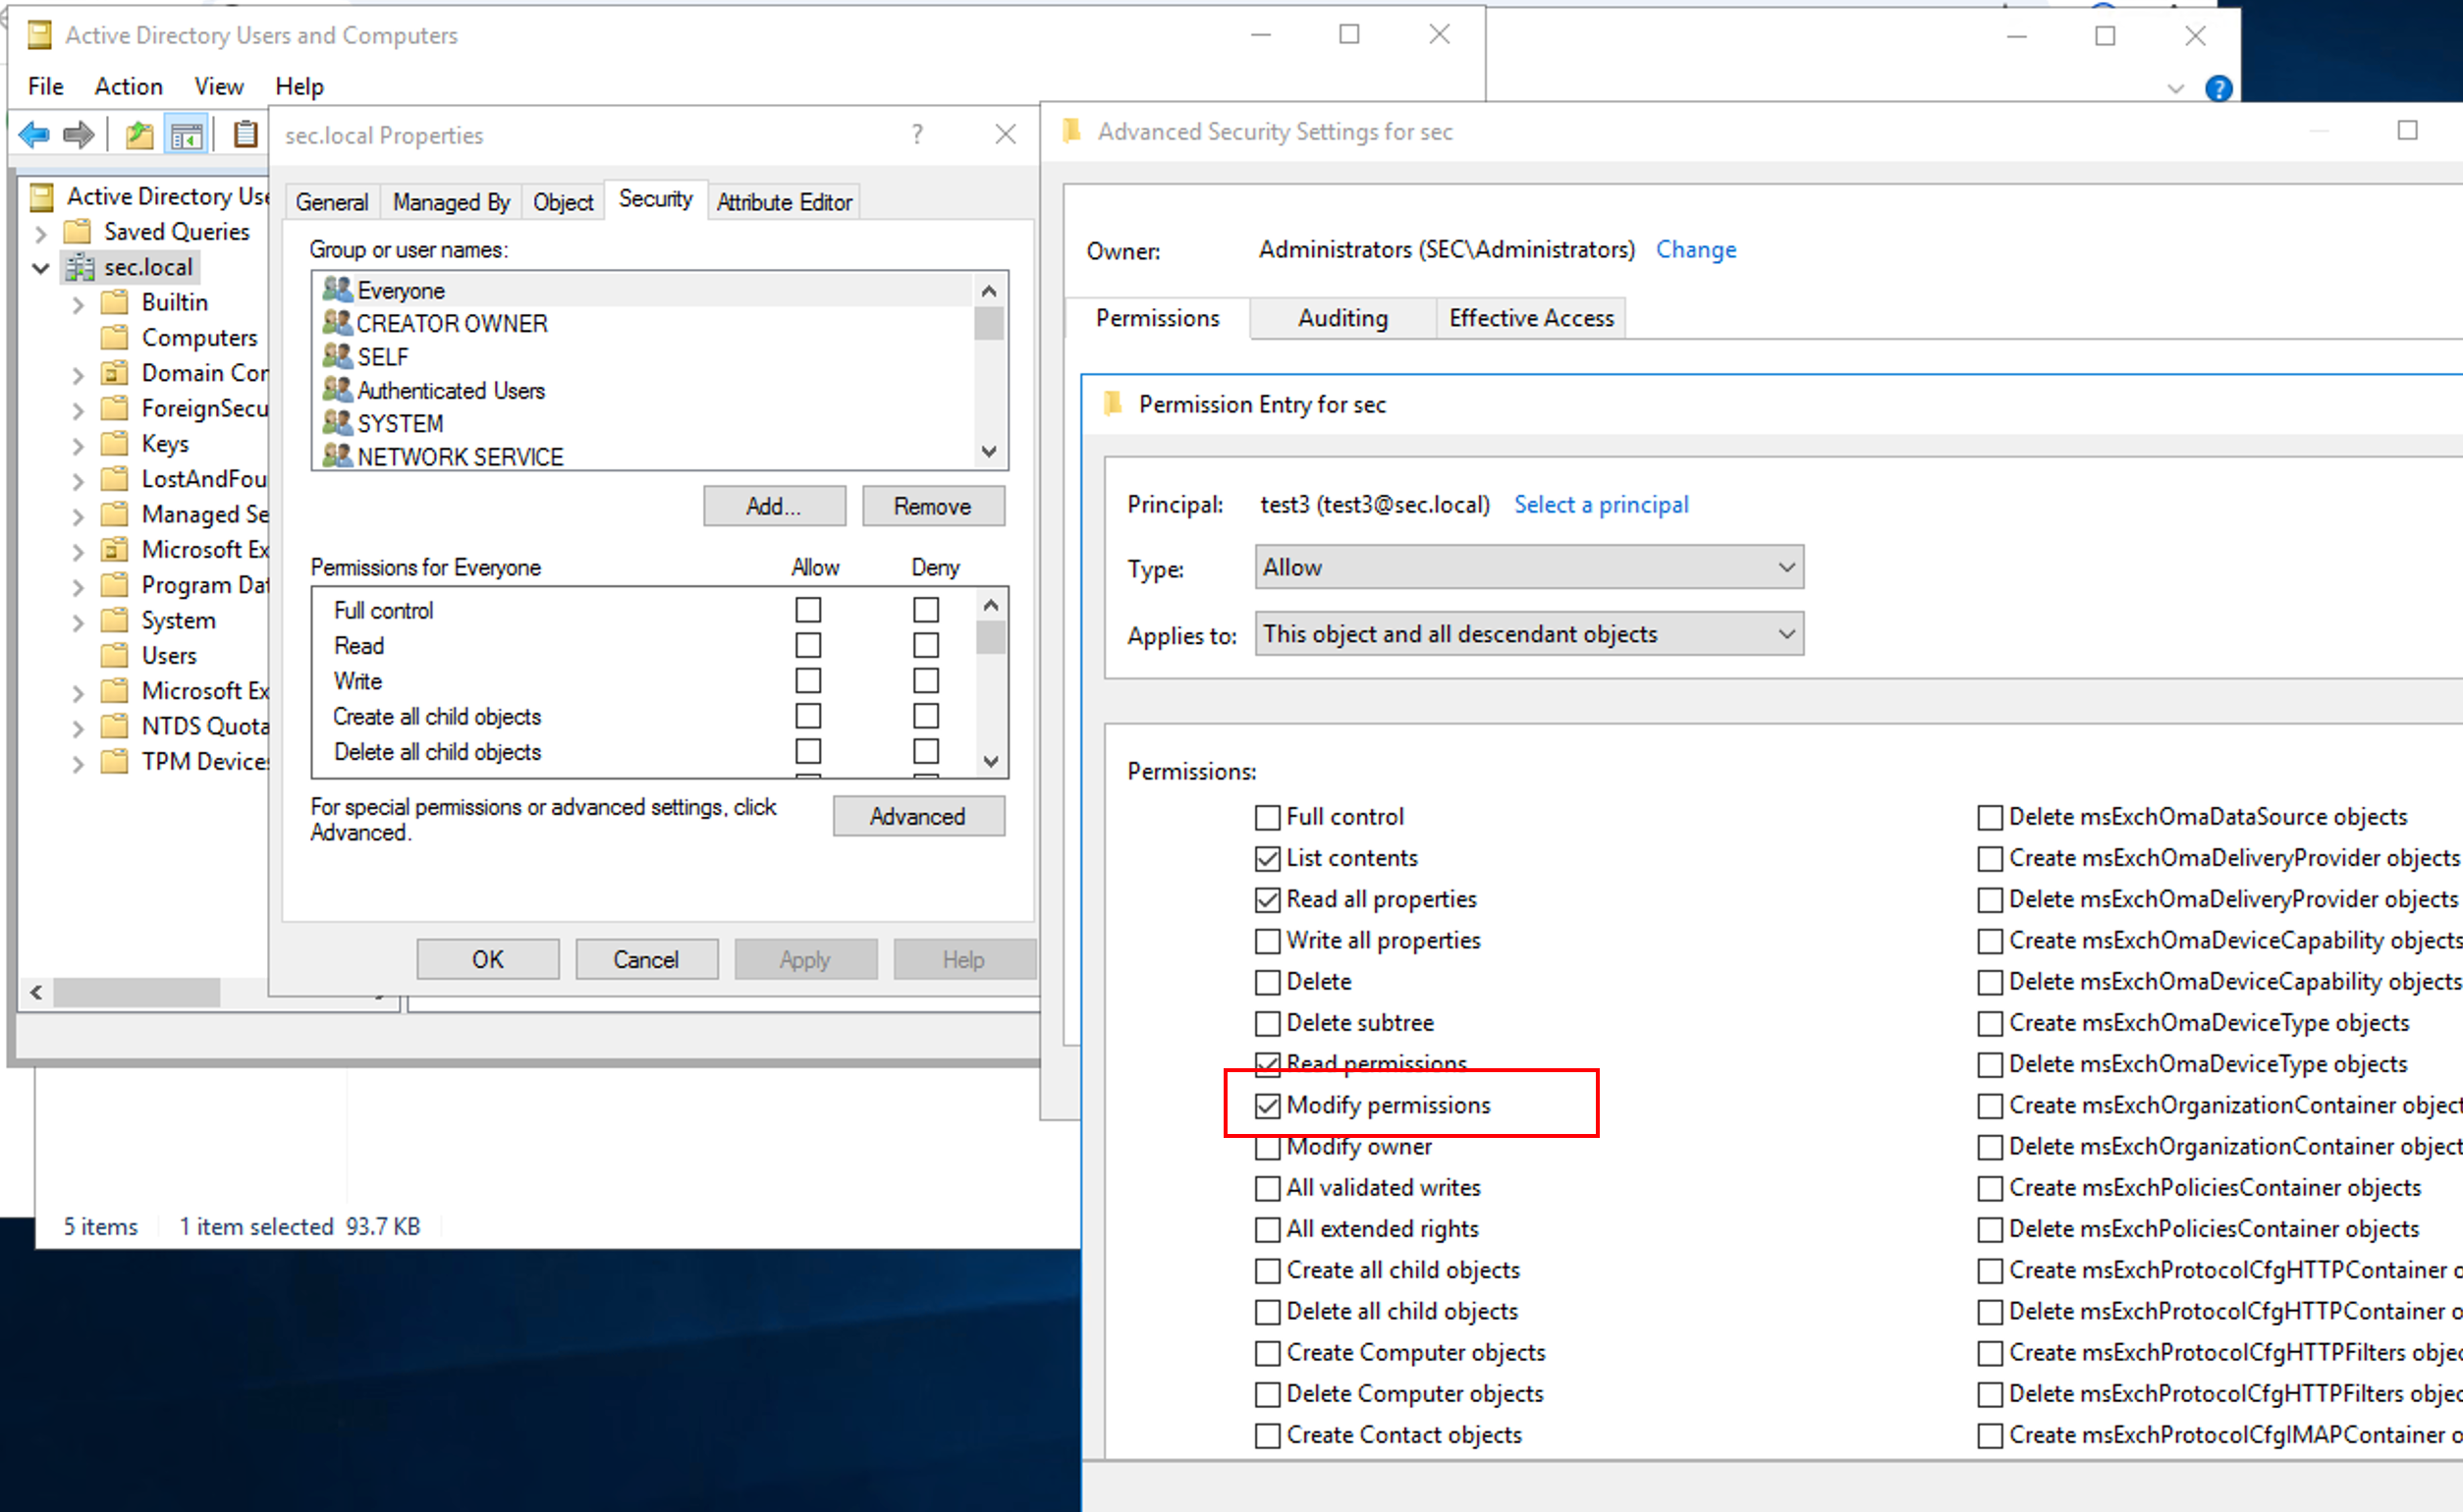 Active Directory Users and Computers
File Action View Help
Active Directory Use
Saved Queries
sec.local
Builtin
Computers
Domain Cor
ForeignSecu
Keys
LostAndFou
Managed Se
Microsoft Ex
Program Dat
System
Users
Microsoft Ex
NTDS Quota
TPM Devices
5 items 1 item selected 93.7 KB
sec.local Properties
?
General Managed By Object Security Attribute Editor
Group or user names:
Everyone
CREATOR OWNER
SELF
Authenticated Users
SYSTEM
NETWORK SERVICE
Add... Remove
Permissions for Everyone Allow Deny
Full control
Read
Write
Create all child objects
Delete all child objects
For special permissions or advanced settings, click
Advanced.
Advanced
OK Cancel Apply Help
?
Advanced Security Settings for sec
Owner: Administrators (SEC\Administrators) Change
Permissions Auditing Effective Access
Permission Entry for sec
Principal: test3 (test3@sec.local) Select a principal
Type: Allow
Applies to: This object and all descendant objects
Permissions:
Full control
List contents
Read all properties
Write all properties
Delete
Delete subtree
Read permissions
Modify permissions
Modify owner
All validated writes
All extended rights
Create all child objects
Delete all child objects
Create Computer objects
Delete Computer objects
Create Contact objects
Delete msExchOmaDataSource objects
Create msExchOmaDeliveryProvider objects
Delete msExchOmaDeliveryProvider objects
Create msExchOmaDeviceCapability objects
Delete msExchOmaDeviceCapability objects
Create msExchOmaDeviceType objects
Delete msExchOmaDeviceType objects
Create msExchOrganizationContainer object
Delete msExchOrganizationContainer object
Create msExchPoliciesContainer objects
Delete msExchPoliciesContainer objects
Create msExchProtocolCfgHTTPContainer o
Delete msExchProtocolCfgHTTPContainer o
Create msExchProtocolCfgHTTPFilters objec
Delete msExchProtocolCfgHTTPFilters objec
Create msExchProtocolCfgIMAPContainer o